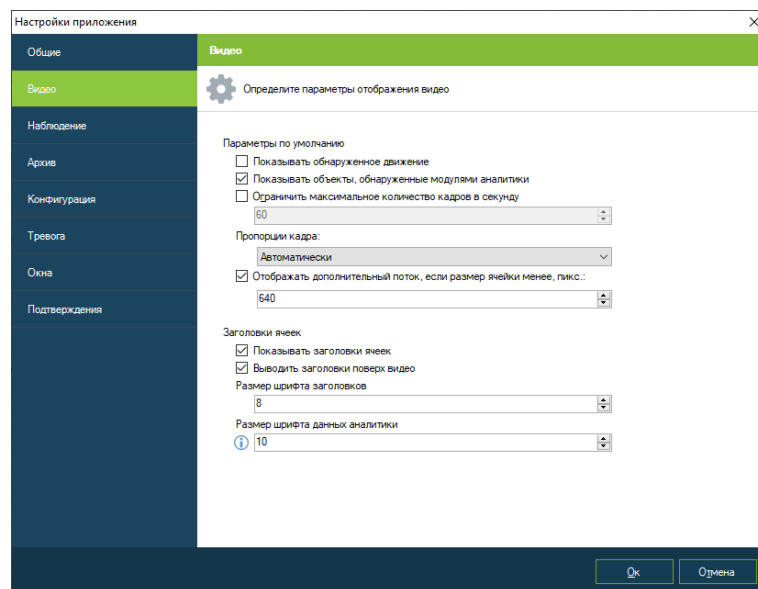 Настройки приложения
Общие
Видео
Наблюдение
Архив
Конфигурация
Тревога
Окна
Подтверждения
Видео
Определите параметры отображения видео
Параметры по умолчанию
Показывать обнаруженное движение
Показывать объекты, обнаруженные модулями аналитики
Ограничить максимальное количество кадров в секунду
60
Пропорции кадра:
Автоматически
Отображать дополнительный поток, если размер ячейки менее, пикс.:
640
Заголовки ячеек
Показывать заголовки ячеек
Выводить заголовки поверх видео
Размер шрифта заголовков
8
Размер шрифта данных аналитики
10
Ок
Отмена